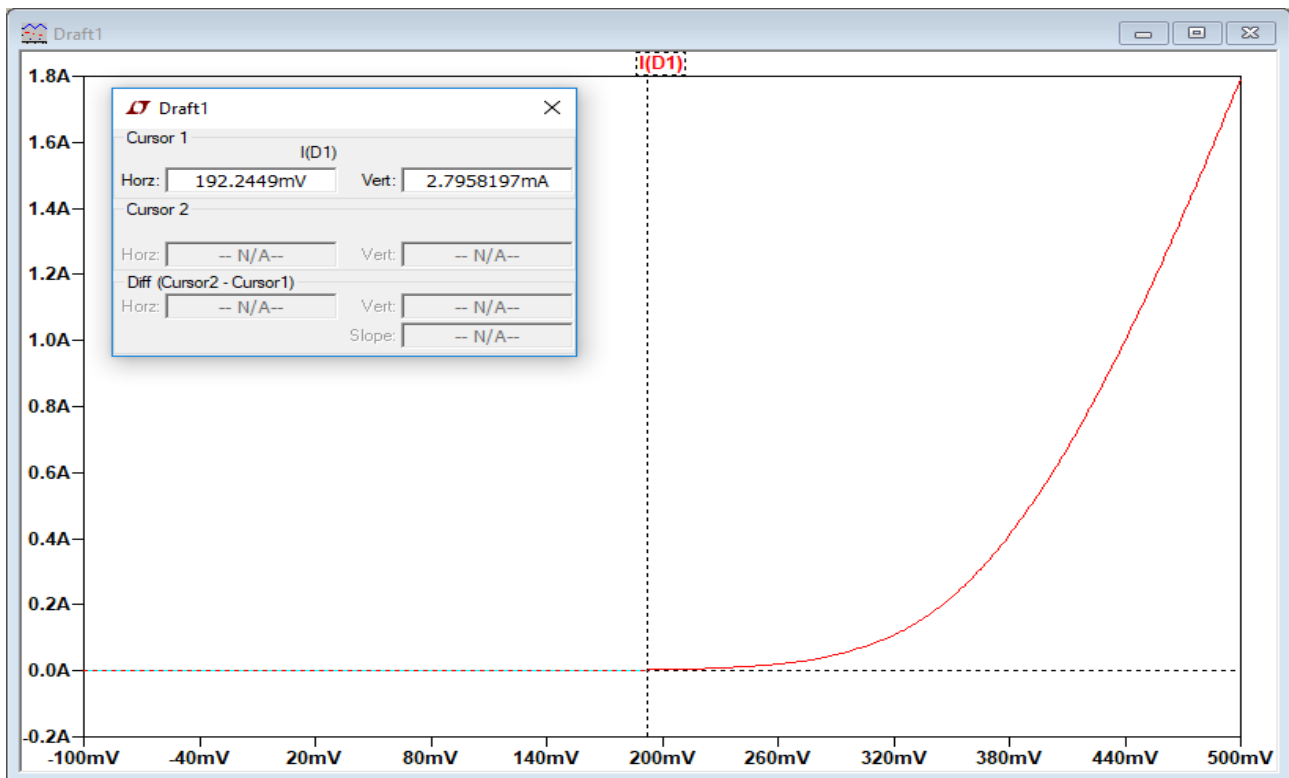 Draft1
I(D1)
1.8A
1.6A
1.4A
1.2A
1.0A
0.8A
0.6A
0.4A
0.2A
0.0A
-0.2A
Draft1
Cursor 1
I(D1)
Horz: 192.2449mV Vert: 2.7958197mA
Cursor 2
Horz: -- N/A-- Vert: -- N/A--
Diff (Cursor2 - Cursor1)
Horz: -- N/A-- Vert: -- N/A--
Slope: -- N/A--
-100mV -40mV 20mV 80mV 140mV 200mV 260mV 320mV 380mV 440mV 500mV